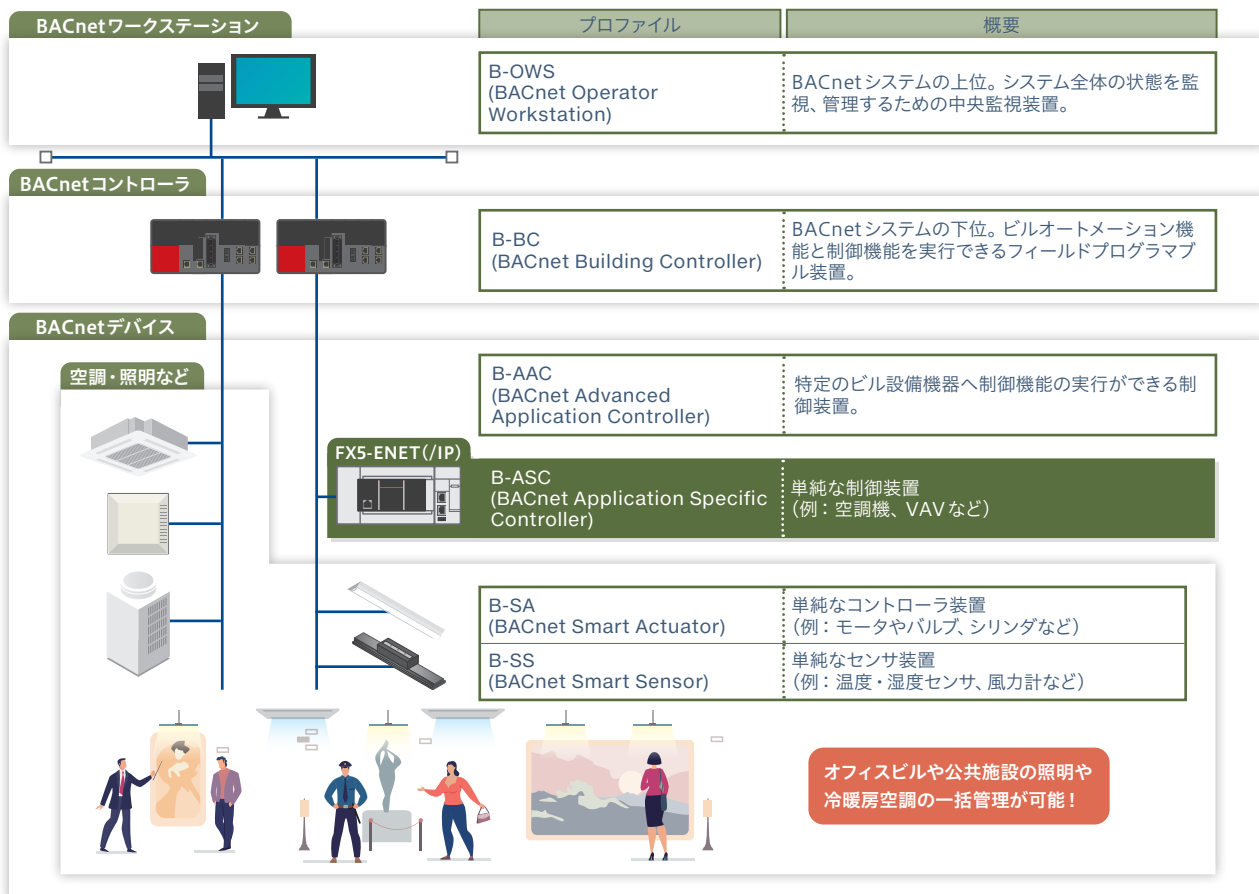 BACnetワークステーション
プロファイル
概要
B-OWS
(BACnet Operator
Workstation)
BACnetシステムの上位。システム全体の状態を監
視、管理するための中央監視装置。
BACnetコントローラ
B-BC
(BACnet Building Controller)
BACnetシステムの下位。ビルオートメーション機
能と制御機能を実行できるフィールドプログラマブ
ル装置。
BACnetデバイス
空調・照明など
B-AAC
(BACnet Advanced
Application Controller)
特定のビル設備機器へ制御機能の実行ができる制
御装置。
FX5-ENET(/IP)
B-ASC
(BACnet Application Specific
Controller)
単純な制御装置
（例：空調機、VAVなど）
B-SA
(BACnet Smart Actuator)
単純なコントローラ装置
（例：モータやバルブ、シリンダなど）
B-SS
(BACnet Smart Sensor)
単純なセンサ装置
（例：温度・湿度センサ、風力計など）
オフィスビルや公共施設の照明や
冷暖房空調の一括管理が可能！